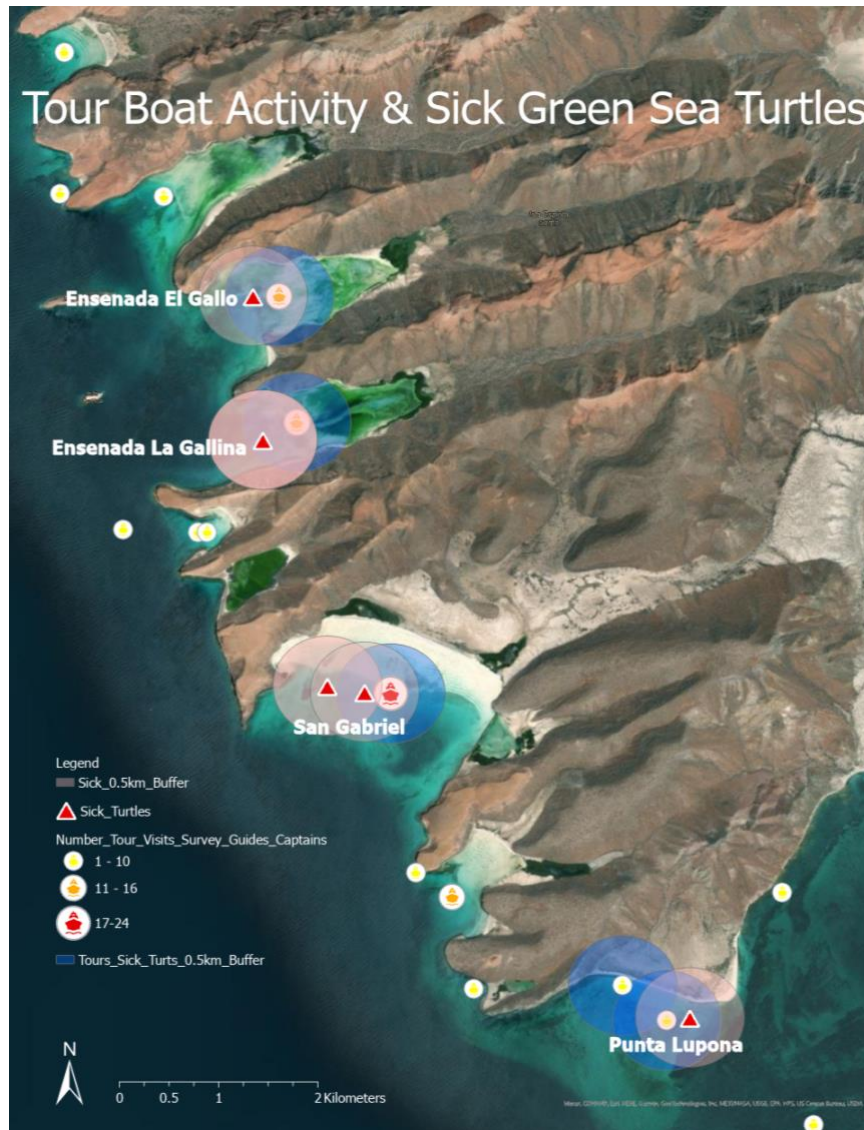 Tour Boat Activity & Sick Green Sea Turtles
Ensenada El Gallo
Ensenada La Gallina
San Gabriel
Legend
Sick_0.5km_Buffer
Sick_Turtles
Number_Tour_Visits_Survey_Guides_Captains
1 - 10
11 - 16
17-24
Tours_Sick_Turts_0.5km_Buffer
Punta Lupona
N
0 0.5 1 2 Kilometers